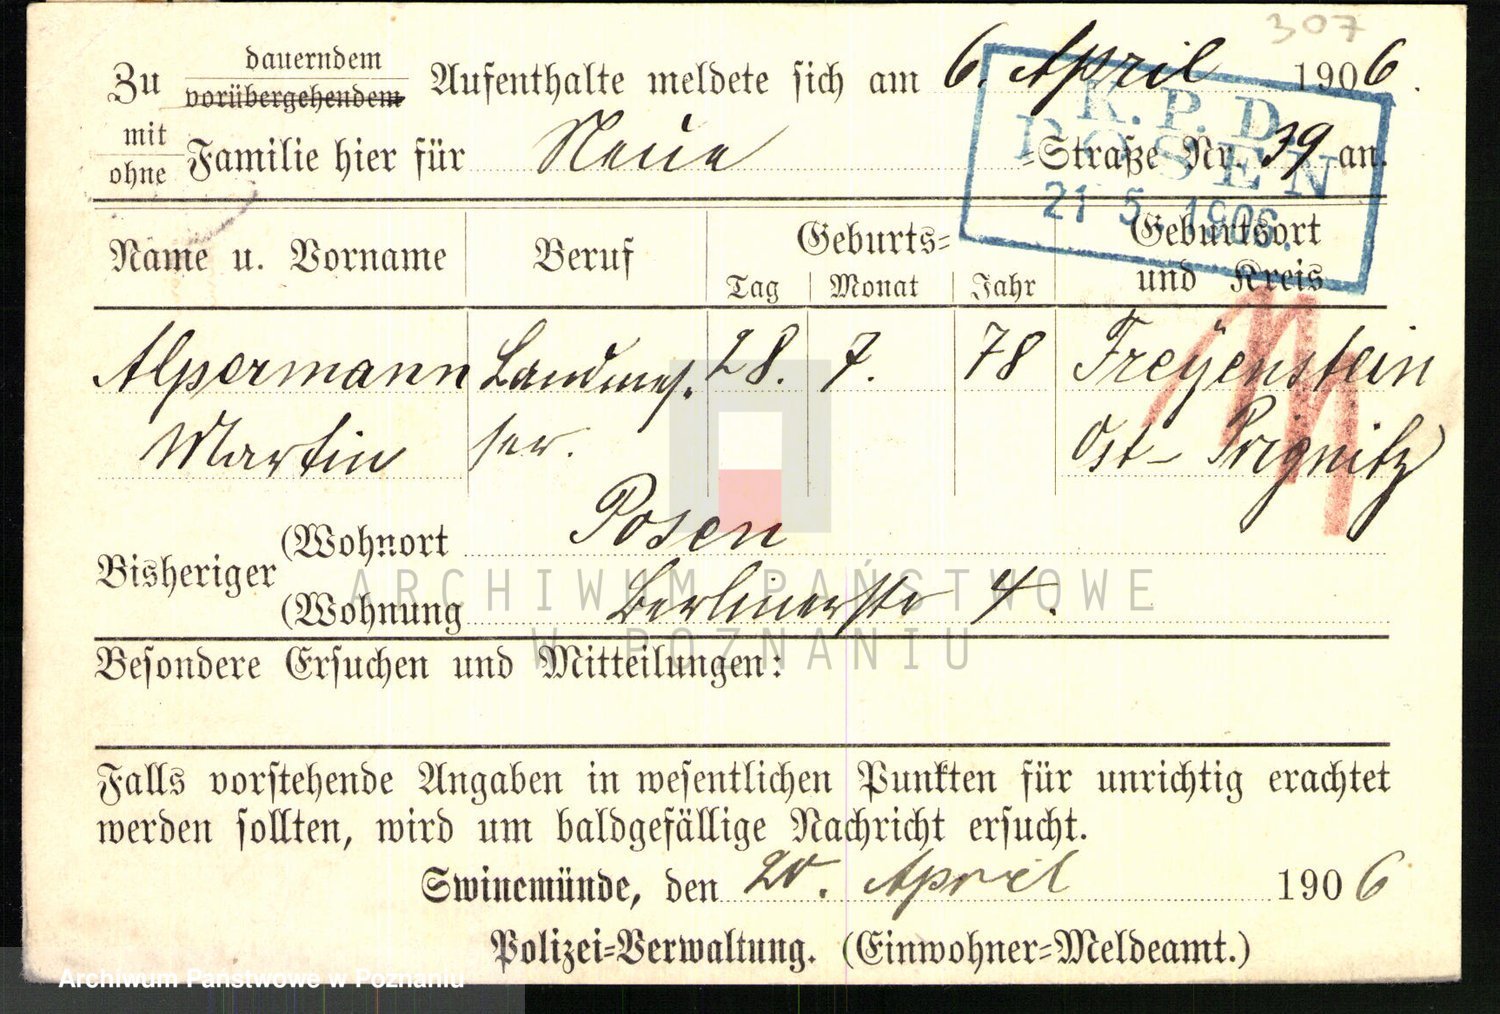 307
dauerndem
Zu vorübergehendem Aufenthalte meldete sich am 6. April 1906.
mit
ohne Familie hier für Neue =Straße Nr. 39 an.
K. P. D.
POSEN
21 5. 1906.
Name u. Vorname Beruf Geburts= Geburtsort
Tag Monat Jahr und Kreis
Alpermann Landmes- 28. 7. 78 Freyenstein
Martin ser. Ost-Prignitz
Bisheriger (Wohnort Posen
(Wohnung Berlinerstr 4.
ARCHIWUM PAŃSTWOWE
W POZNANIU
Besondere Ersuchen und Mitteilungen:
Falls vorstehende Angaben in wesentlichen Punkten für unrichtig erachtet
werden sollten, wird um baldgefällige Nachricht ersucht.
Swinemünde, den 20. April 1906
Polizei=Verwaltung. (Einwohner=Meldeamt.)
Archiwum Państwowe w Poznaniu